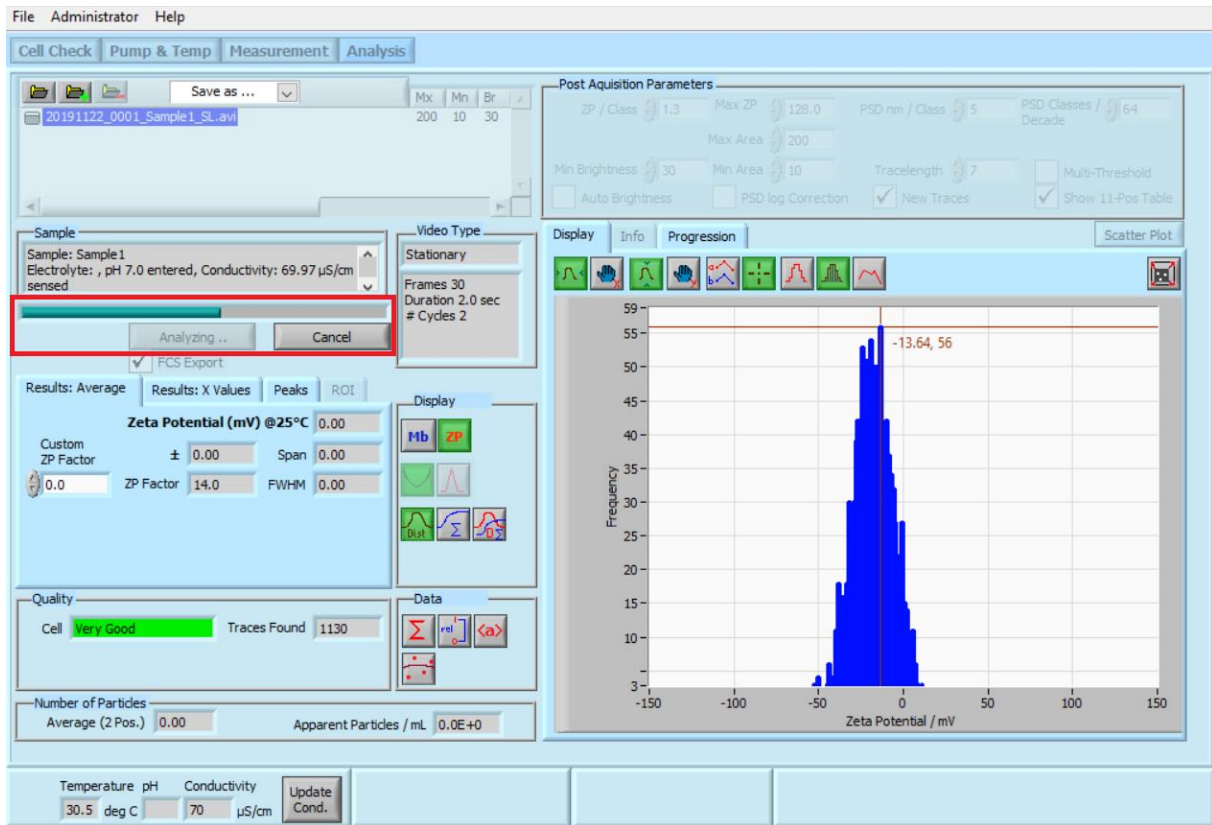 File Administrator Help
Cell Check Pump & Temp Measurement Analysis
Save as ...
Mx Mn Br
20191122_0001_Sample1_SL.avi 200 10 30
Post Aquisition Parameters
ZP / Class 1.3 Max ZP 128.0 PSD nm / Class 5 PSD Classes / Decade 64
Max Area 200
Min Brightness 30 Min Area 10 Tracelength 7 Multi-Threshold
Auto Brightness PSD log Correction New Traces Show 11-Pos Table
Sample
Sample: Sample1
Electrolyte: , pH 7.0 entered, Conductivity: 69.97 µS/cm
sensed
Analyzing .. Cancel
FCS Export
Video Type
Stationary
Frames 30
Duration 2.0 sec
# Cycles 2
Results: Average Results: X Values Peaks ROI
Zeta Potential (mV) @25°C 0.00
Custom
ZP Factor
± 0.00 Span 0.00
0.0 ZP Factor 14.0 FWHM 0.00
Display
Mb ZP
Dist Σ D Σ
Quality
Cell Very Good Traces Found 1130
Data
Σ rel 1 0 <a>
Number of Particles
Average (2 Pos.) 0.00 Apparent Particles / mL 0.0E+0
Display Info Progression Scatter Plot
-13.64, 56
59
55
50
45
40
35
30
25
20
15
10
3
Frequency
-150 -100 -50 0 50 100 150
Zeta Potential / mV
Temperature pH Conductivity
30.5 deg C 70 µS/cm
Update
Cond.